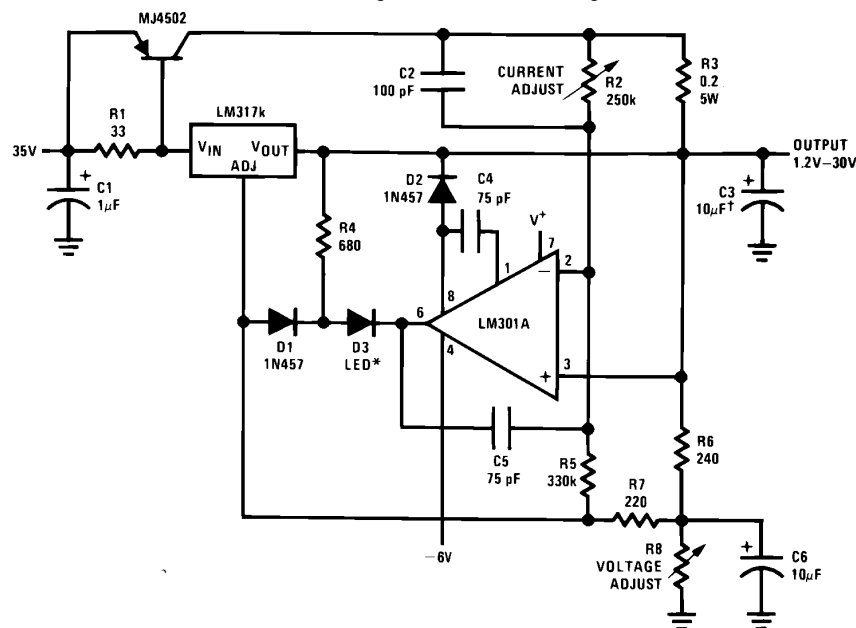 MJ4502
R1
33
35V
+
C1
1μF
LM317k
VIN
VOUT
ADJ
C2
100 pF
CURRENT
ADJUST
R2
250k
R3
0.2
5W
OUTPUT
1.2V–30V
+
C3
10μF†
D2
1N457
C4
75 pF
R4
680
V+
7
1
2
–
8
6
LM301A
4
+
3
D1
1N457
D3
LED*
C5
75 pF
R5
330k
R6
240
R7
220
R8
VOLTAGE
ADJUST
+
C6
10μF
–6V